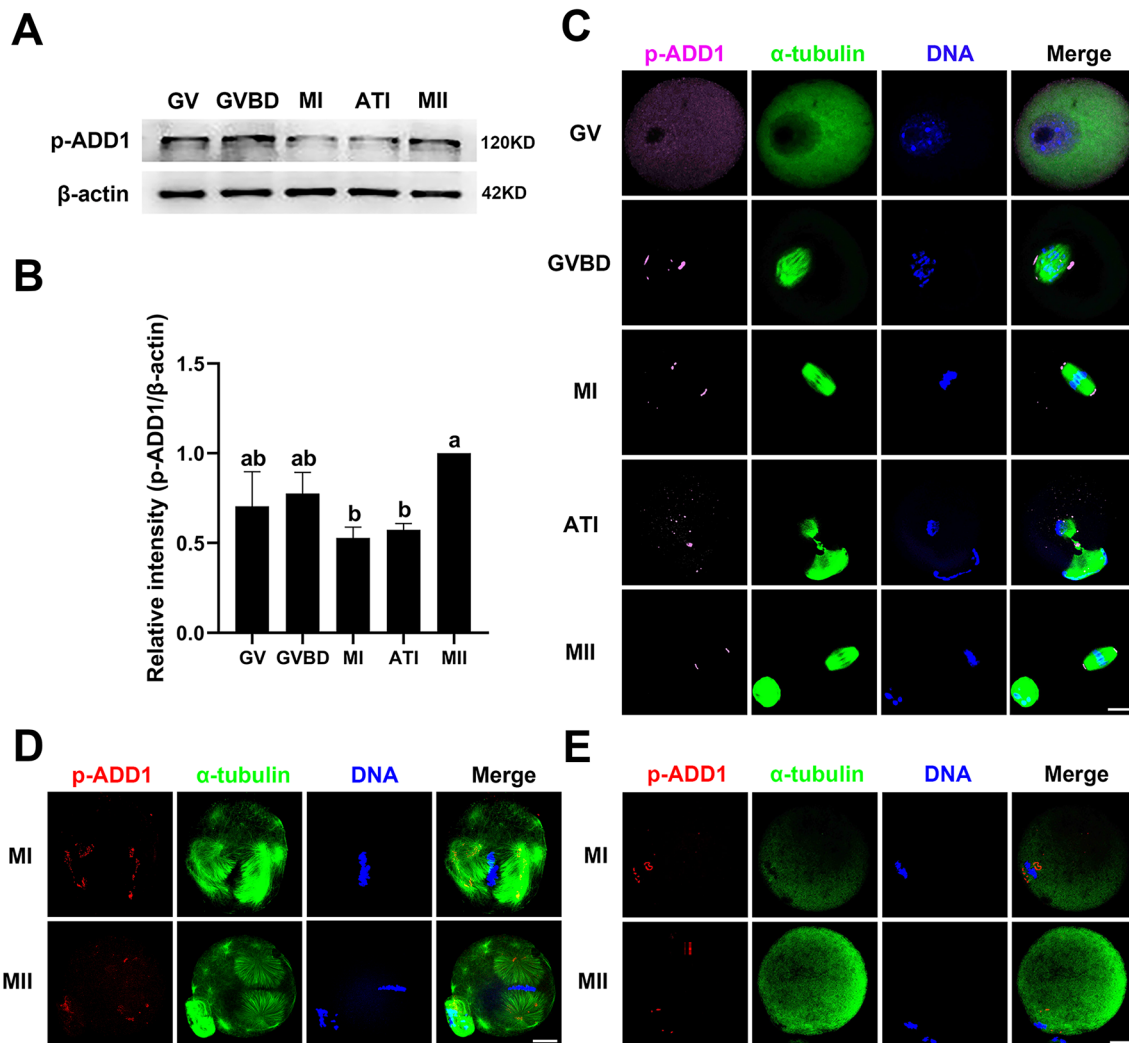 A
GV GVBD MI ATI MII
p-ADD1 120KD
β-actin 42KD
B
Relative intensity (p-ADD1/β-actin)
1.5
1.0
0.5
0.0
ab ab b b a
GV GVBD MI ATI MII
C
p-ADD1 α-tubulin DNA Merge
GV
GVBD
MI
ATI
MII
D
p-ADD1 α-tubulin DNA Merge
MI
MII
E
p-ADD1 α-tubulin DNA Merge
MI
MII